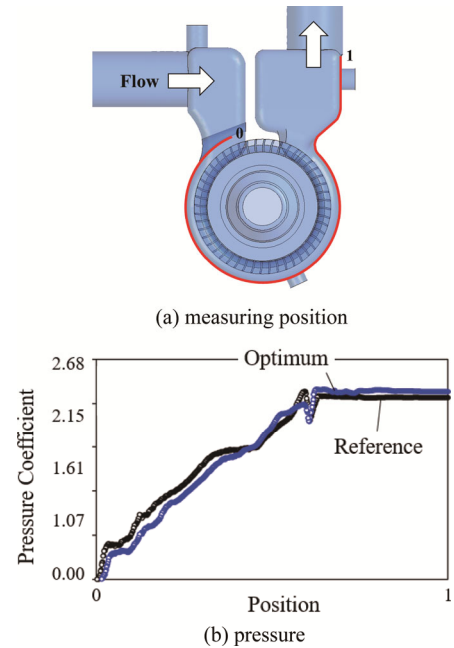 1
Flow
0
(a) measuring position
2.68
Optimum
2.15
Reference
1.61
1.07
0.00
Pressure Coefficient
0
1
Position
(b) pressure